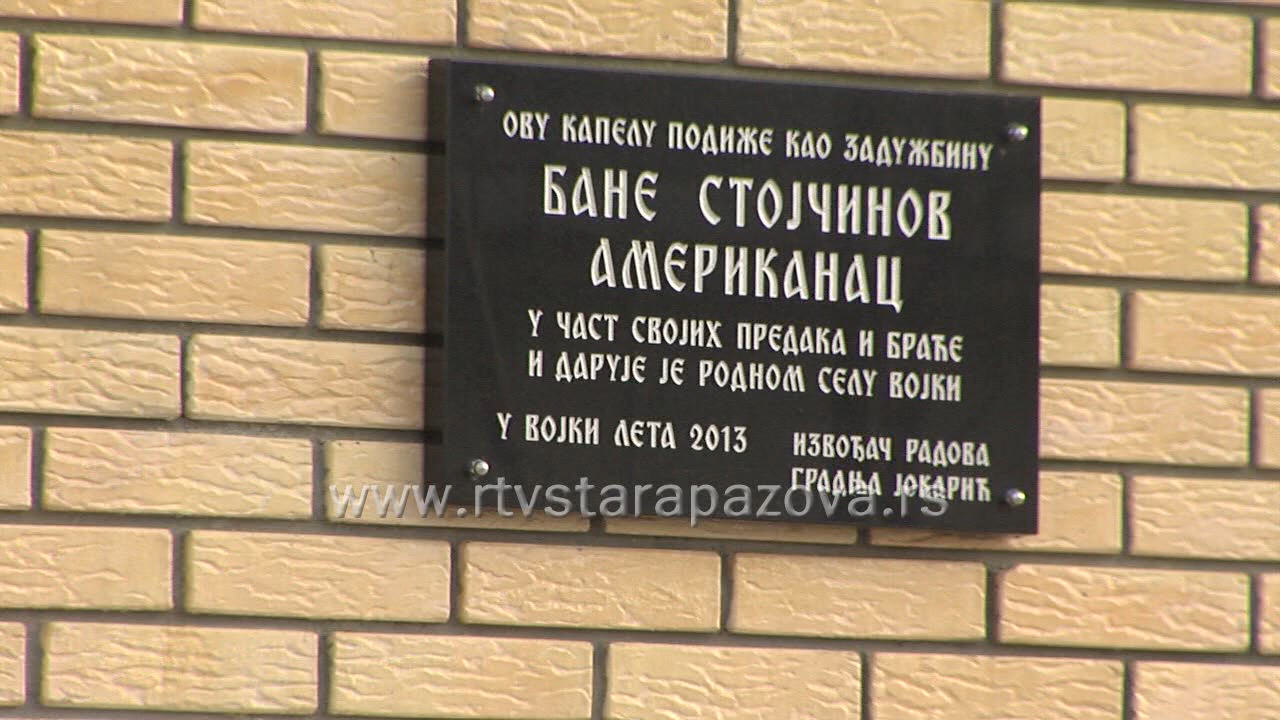 ОВУ КАПЕЛУ ПОДИЖЕ КАО ЗАДУЖБИНУ
БАНЕ СТОЈЧИНОВ
АМЕРИКАНАЦ
У ЧАСТ СВОЈИХ ПРЕДАКА И БРАЋЕ
И ДАРУЈЕ ЈЕ РОДНОМ СЕЛУ ВОЈКИ
У ВОЈКИ ЛЕТА 2013
ИЗВОЂАЧ РАДОВА
ГРАДЊА ЈОКАРИЋ
www.rtvstarapazova.rs